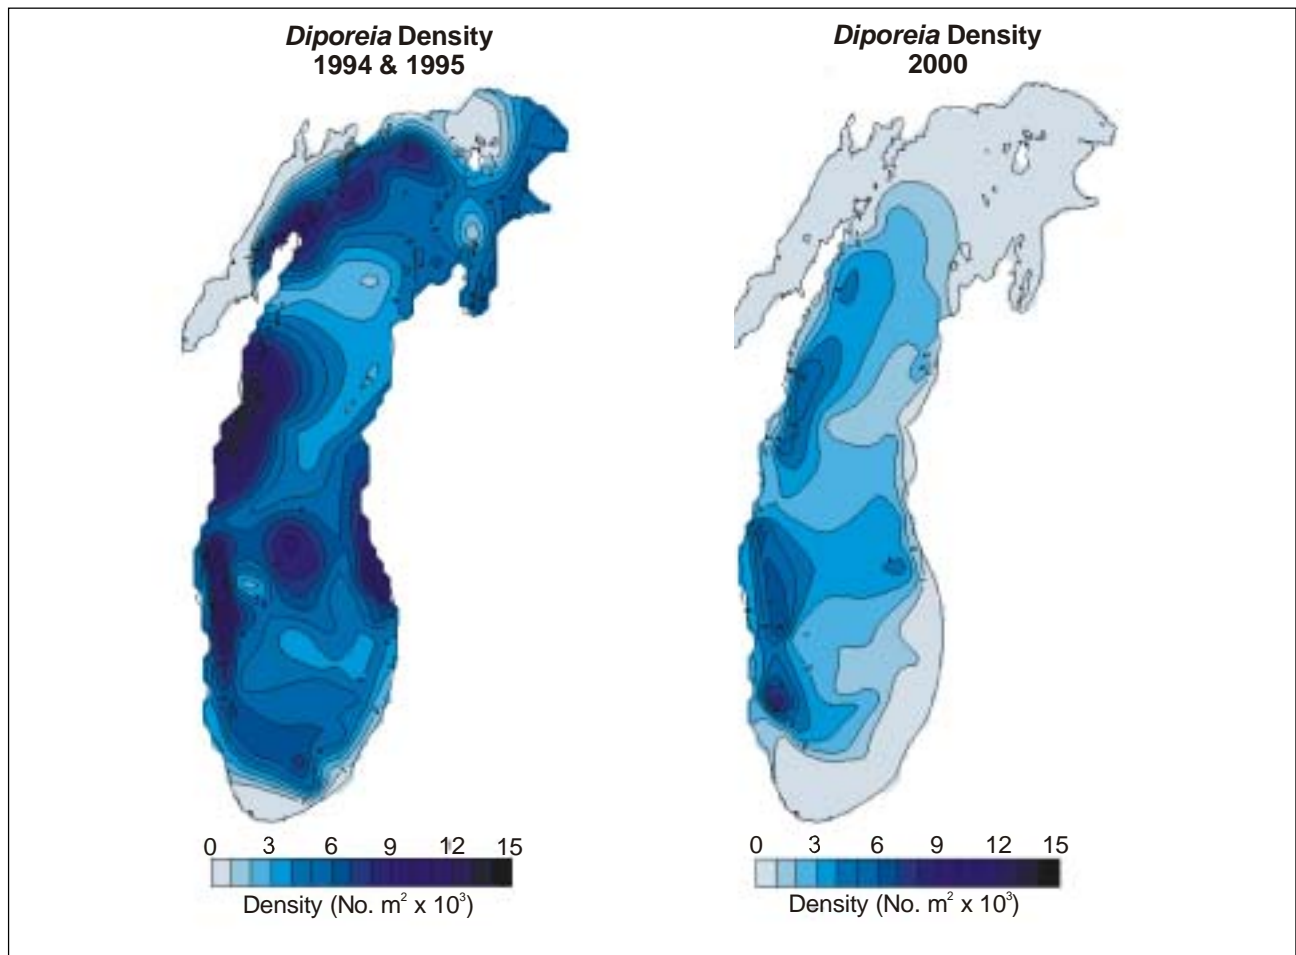 Diporeia Density
1994 & 1995
Diporeia Density
2000
0 3 6 9 12 15
Density (No. m² x 10³)
0 3 6 9 12 15
Density (No. m² x 10³)